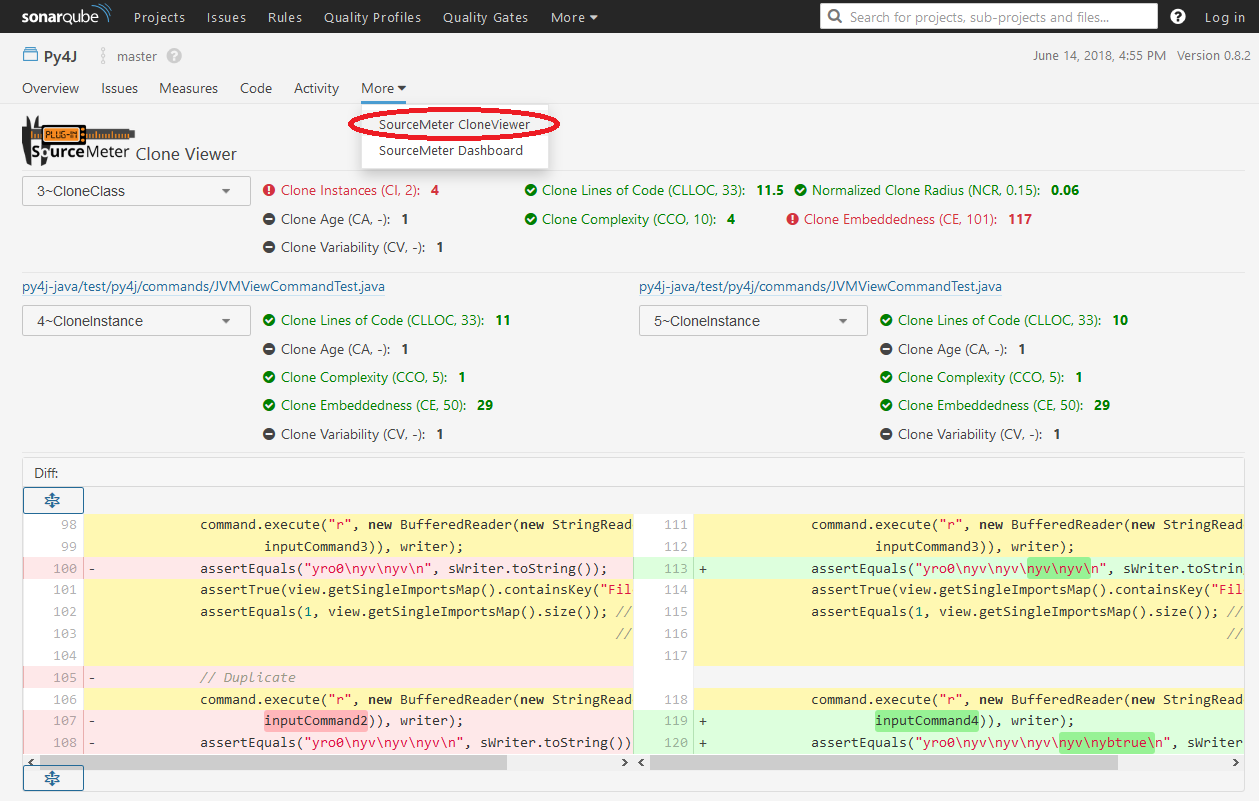 sonarqube Projects Issues Rules Quality Profiles Quality Gates More Search for projects, sub-projects and files... ? Log in
Py4J master ? June 14, 2018, 4:55 PM Version 0.8.2
Overview Issues Measures Code Activity More
SourceMeter CloneViewer
SourceMeter Dashboard
PLUG-IN
SourceMeter Clone Viewer
3~CloneClass Clone Instances (CI, 2): 4 Clone Lines of Code (CLLOC, 33): 11.5 Normalized Clone Radius (NCR, 0.15): 0.06
Clone Age (CA, -): 1 Clone Complexity (CCO, 10): 4 Clone Embeddedness (CE, 101): 117
Clone Variability (CV, -): 1
py4j-java/test/py4j/commands/JVMViewCommandTest.java py4j-java/test/py4j/commands/JVMViewCommandTest.java
4~CloneInstance Clone Lines of Code (CLLOC, 33): 11 5~CloneInstance Clone Lines of Code (CLLOC, 33): 10
Clone Age (CA, -): 1 Clone Age (CA, -): 1
Clone Complexity (CCO, 5): 1 Clone Complexity (CCO, 5): 1
Clone Embeddedness (CE, 50): 29 Clone Embeddedness (CE, 50): 29
Clone Variability (CV, -): 1 Clone Variability (CV, -): 1
Diff:
98 command.execute("r", new BufferedReader(new StringRead 111 command.execute("r", new BufferedReader(new StringRead
99 inputCommand3)), writer); 112 inputCommand3)), writer);
100 - assertEquals("yro0\nyv\nyv\n", sWriter.toString()); 113 + assertEquals("yro0\nyv\nyv\nyv\nyv\n", sWriter.toString
101 assertTrue(view.getSingleImportsMap().containsKey("Fil 114 assertTrue(view.getSingleImportsMap().containsKey("Fil
102 assertEquals(1, view.getSingleImportsMap().size()); // 115 assertEquals(1, view.getSingleImportsMap().size()); //
103 // 116 //
104 117
105 - // Duplicate
106 command.execute("r", new BufferedReader(new StringRead 118 command.execute("r", new BufferedReader(new StringRead
107 - inputCommand2)), writer); 119 + inputCommand4)), writer);
108 - assertEquals("yro0\nyv\nyv\nyv\n", sWriter.toString()) 120 + assertEquals("yro0\nyv\nyv\nyv\nyv\nybtrue\n", sWriter